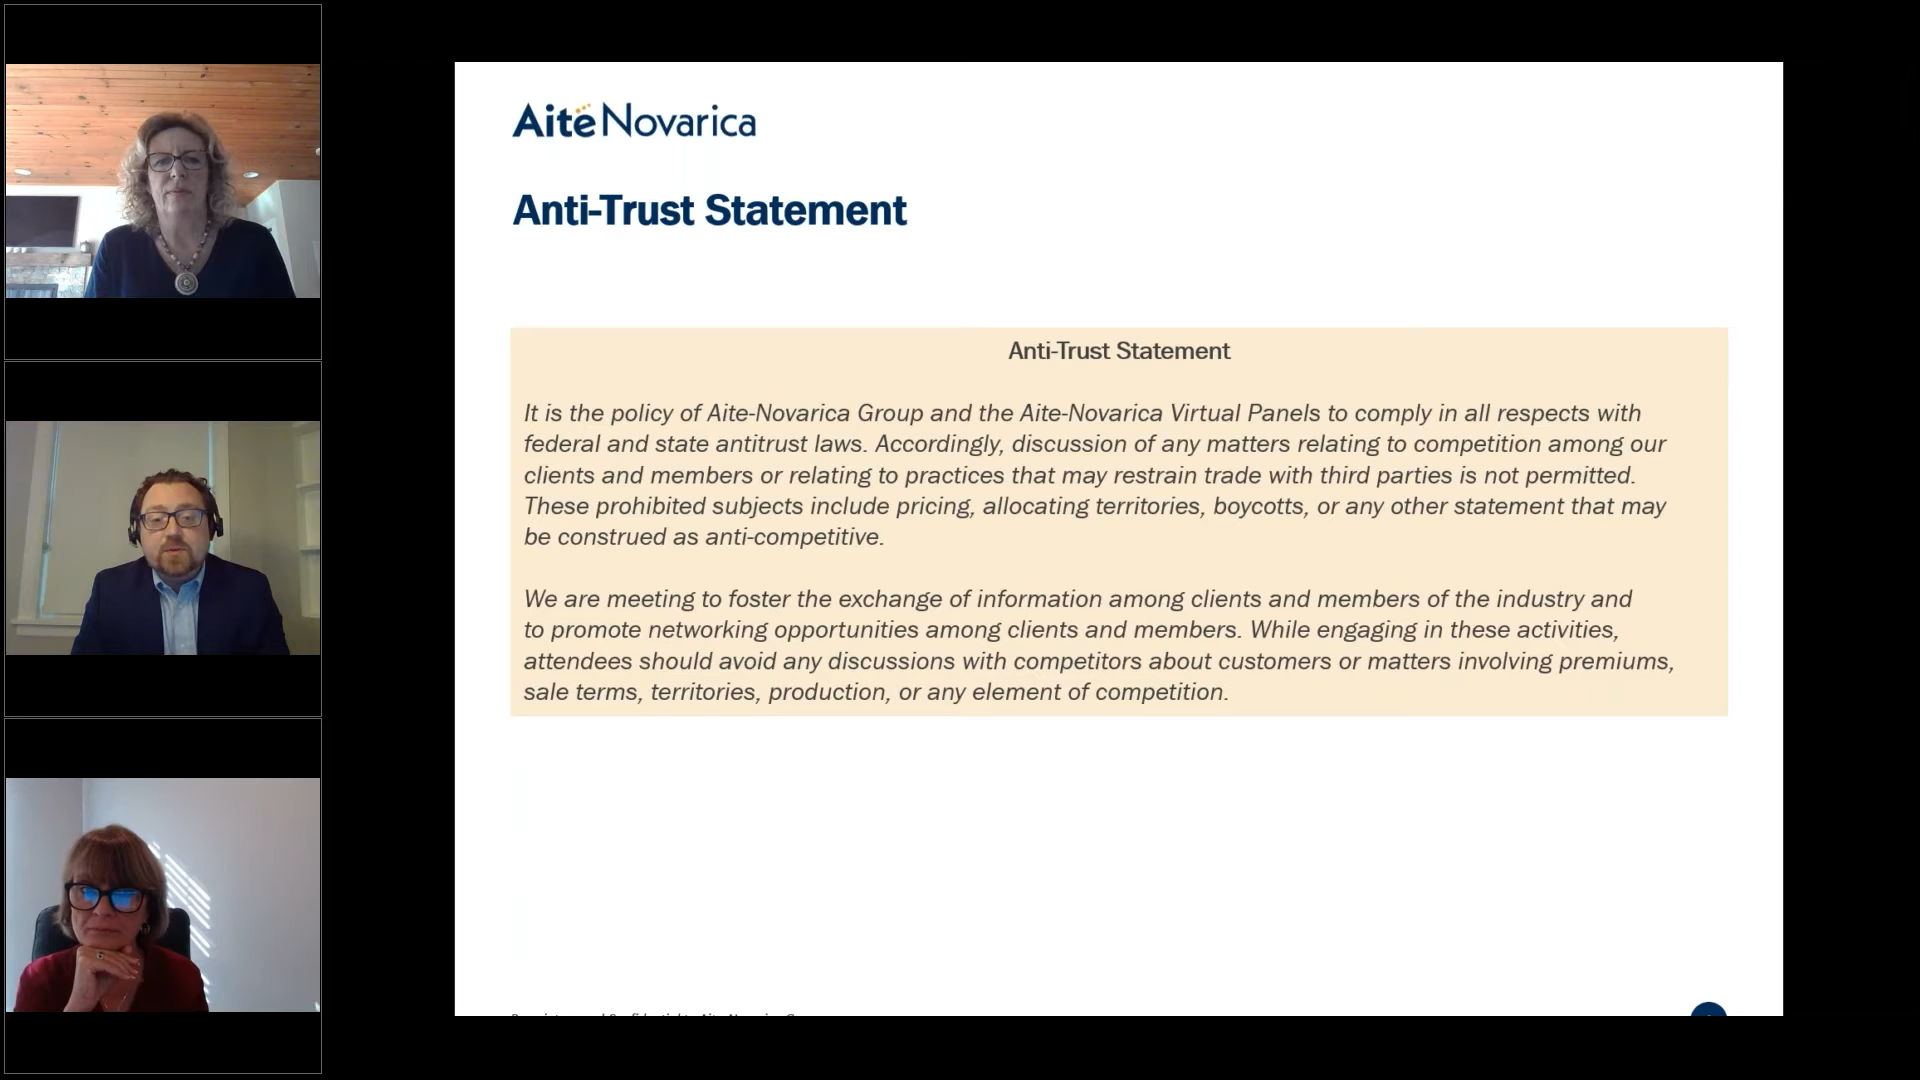 Aitë Novarica
Anti-Trust Statement
Anti-Trust Statement
It is the policy of Aite-Novarica Group and the Aite-Novarica Virtual Panels to comply in all respects with
federal and state antitrust laws. Accordingly, discussion of any matters relating to competition among our
clients and members or relating to practices that may restrain trade with third parties is not permitted.
These prohibited subjects include pricing, allocating territories, boycotts, or any other statement that may
be construed as anti-competitive.
We are meeting to foster the exchange of information among clients and members of the industry and
to promote networking opportunities among clients and members. While engaging in these activities,
attendees should avoid any discussions with competitors about customers or matters involving premiums,
sale terms, territories, production, or any element of competition.